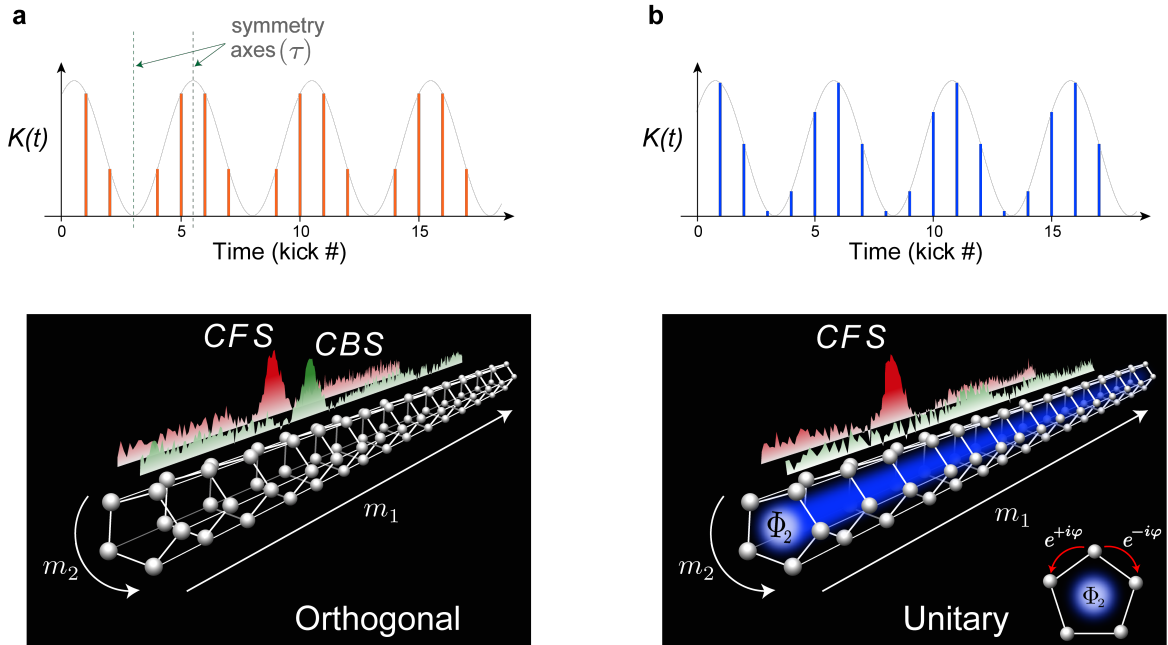 a
symmetry
axes (τ)
K(t)
0
5
10
15
Time (kick #)
b
K(t)
0
5
10
15
Time (kick #)
CFS
CBS
m₁
m₂
Orthogonal
CFS
Φ₂
m₁
m₂
Unitary
e⁺ⁱᵠ
e⁻ⁱᵠ
Φ₂